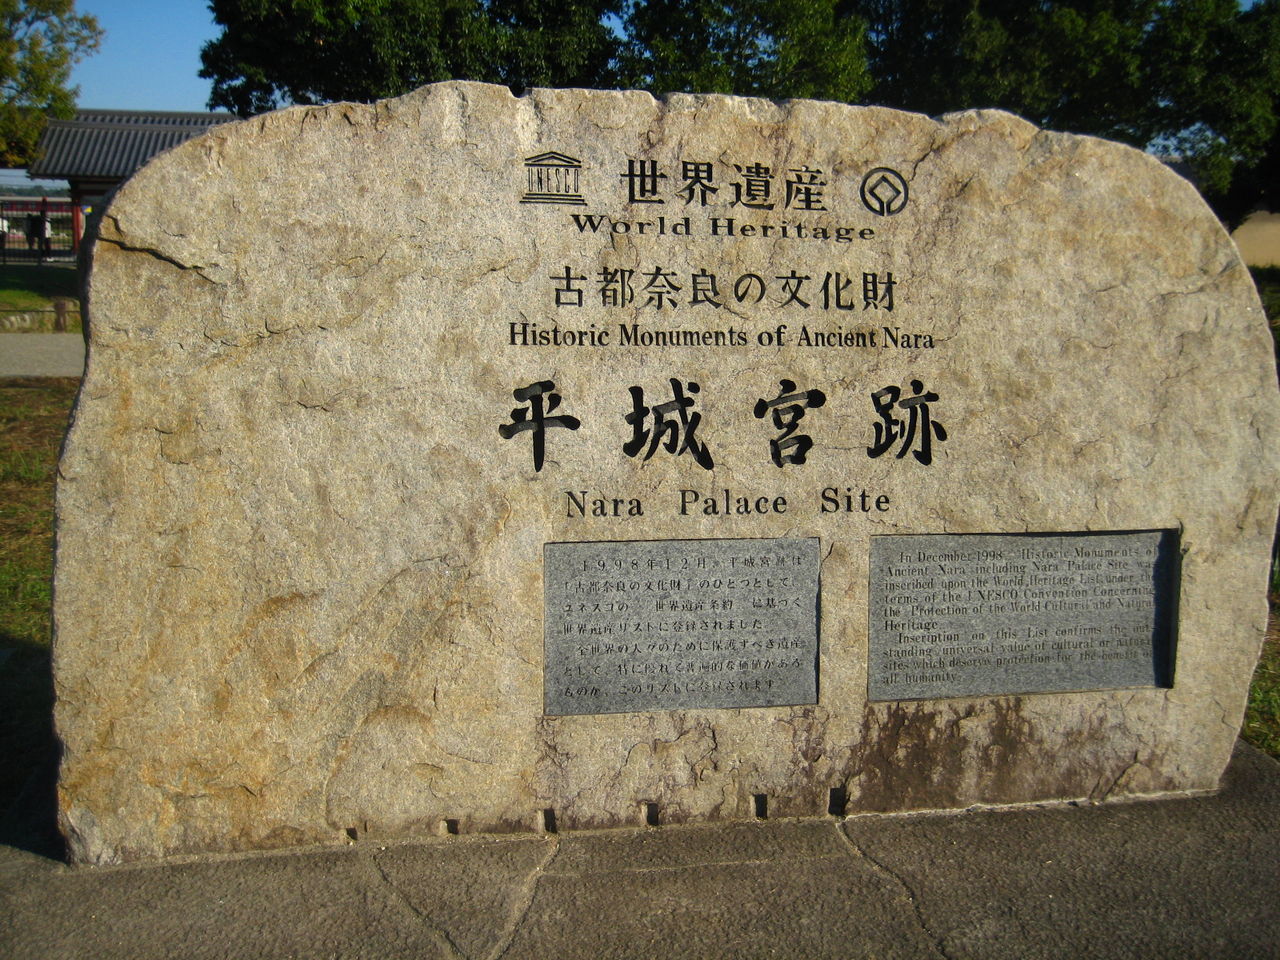 UNESCO
世界遺産
World Heritage
古都奈良の文化財
Historic Monuments of Ancient Nara
平城宮跡
Nara Palace Site
1998年12月、平城宮跡は
「古都奈良の文化財」のひとつとして、
ユネスコの「世界遺産条約」に基づく
世界遺産リストに登録されました。
全世界の人々のために保護すべき遺産
として、特に優れて普遍的な価値がある
ものが、このリストに登録されます。
In December 1998, Historic Monuments of
Ancient Nara, including Nara Palace Site was
inscribed upon the World Heritage List under the
terms of the UNESCO Convention Concerning
the Protection of the World Cultural and Natural
Heritage.
Inscription on this List confirms the out-
standing universal value of cultural or natural
sites which deserve protection for the benefit of
all humanity.